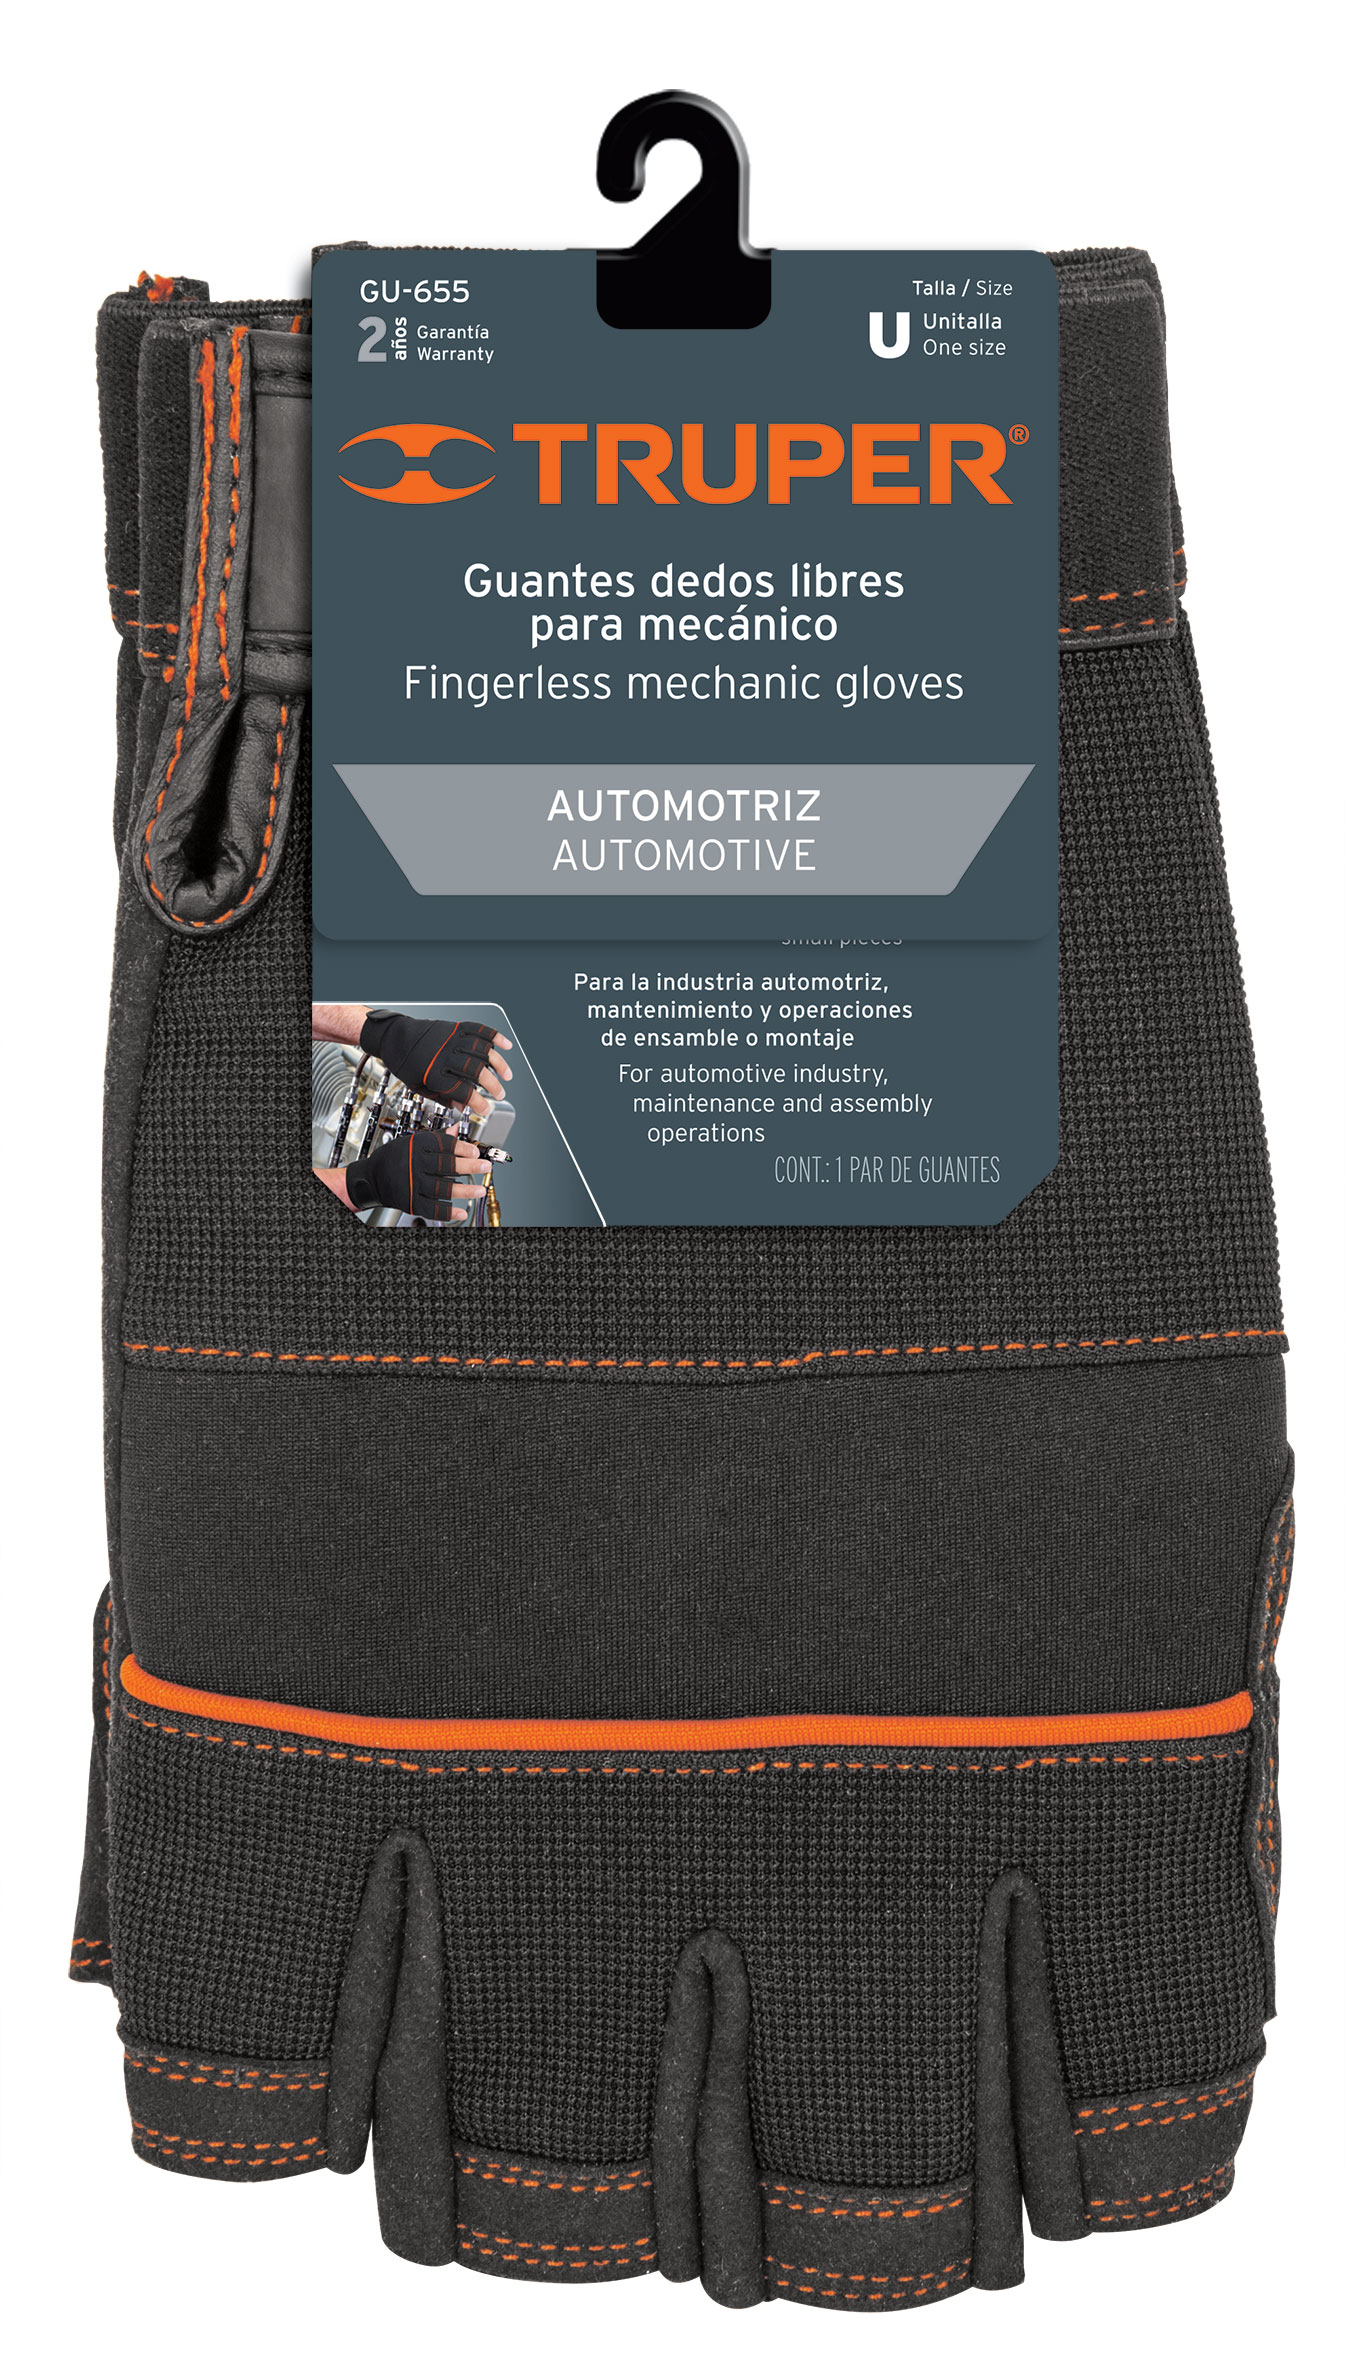 GU-655
2 años Garantía
Warranty
Talla / Size
U Unitalla
One size
TRUPER®
Guantes dedos libres
para mecánico
Fingerless mechanic gloves
AUTOMOTRIZ
AUTOMOTIVE
small pieces
Para la industria automotriz,
mantenimiento y operaciones
de ensamble o montaje
For automotive industry,
maintenance and assembly
operations
CONT.: 1 PAR DE GUANTES